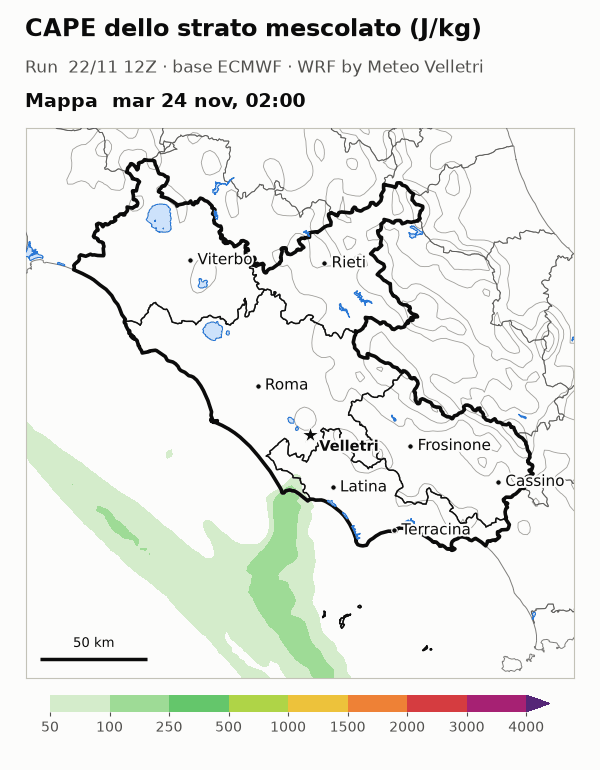 CAPE dello strato mescolato (J/kg)
Run  22/11 12Z · base ECMWF · WRF by Meteo Velletri
Mappa  mar 24 nov, 02:00
Viterbo
Rieti
Roma
Velletri
Frosinone
Cassino
Latina
Terracina
50 km
50 100 250 500 1000 1500 2000 3000 4000